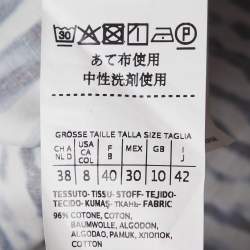 30 P
あて布使用
中性洗剤使用
GRÖSSE TAILLE TALLA SIZE TAGLIA
CH A NL D USA CA COL F MEX GB I J
38 8 40 30 10 42
TESSUTO- TISSU- STOFF- TEJIDO-
TECIDO- KUMAŞ- ТКАНЬ- FABRIC
96% COTONE, COTON,
BAUMWOLLE, ALGODON,
ALGODAO, PAMUK, ХЛОПОК,
COTTON